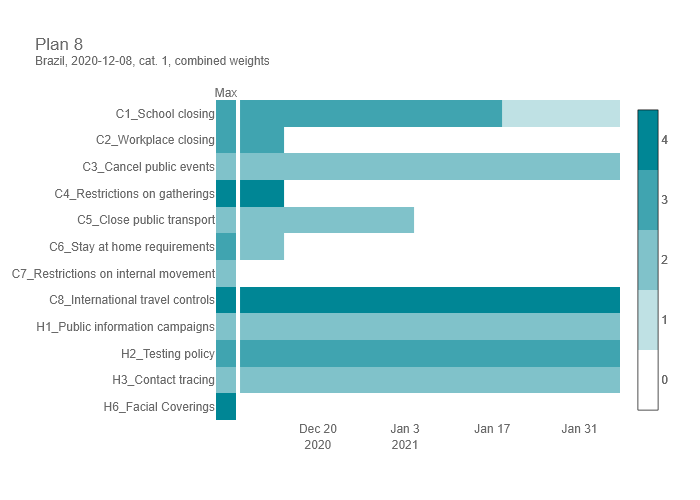 Plan 8
Brazil, 2020-12-08, cat. 1, combined weights
Max
C1_School closing
C2_Workplace closing
C3_Cancel public events
C4_Restrictions on gatherings
C5_Close public transport
C6_Stay at home requirements
C7_Restrictions on internal movement
C8_International travel controls
H1_Public information campaigns
H2_Testing policy
H3_Contact tracing
H6_Facial Coverings
Dec 20 Jan 3 Jan 17 Jan 31
2020 2021
4
3
2
1
0